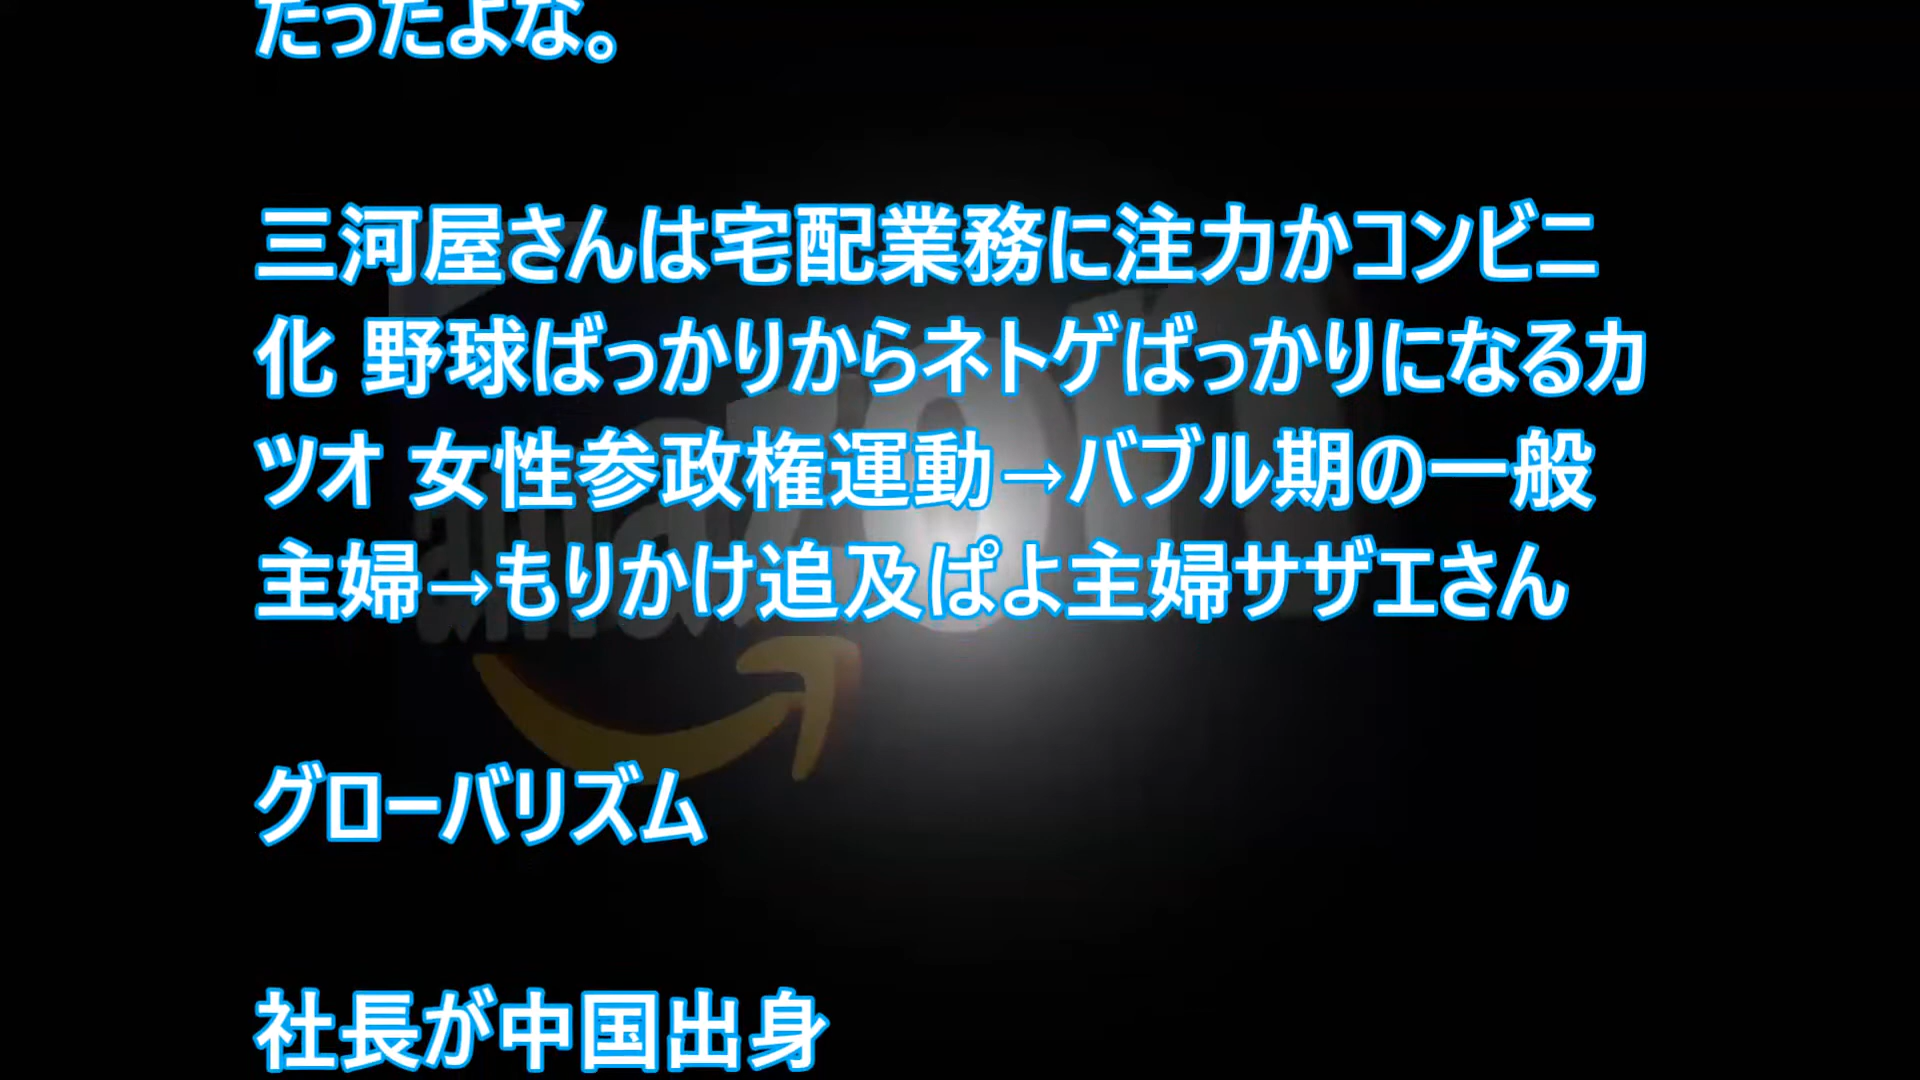 たったよな。
三河屋さんは宅配業務に注力かコンビニ
化 野球ばっかりからネトゲばっかりになるカ
ツオ 女性参政権運動→バブル期の一般
主婦→もりかけ追及ぱよ主婦サザエさん
amazon
グローバリズム
社長が中国出身